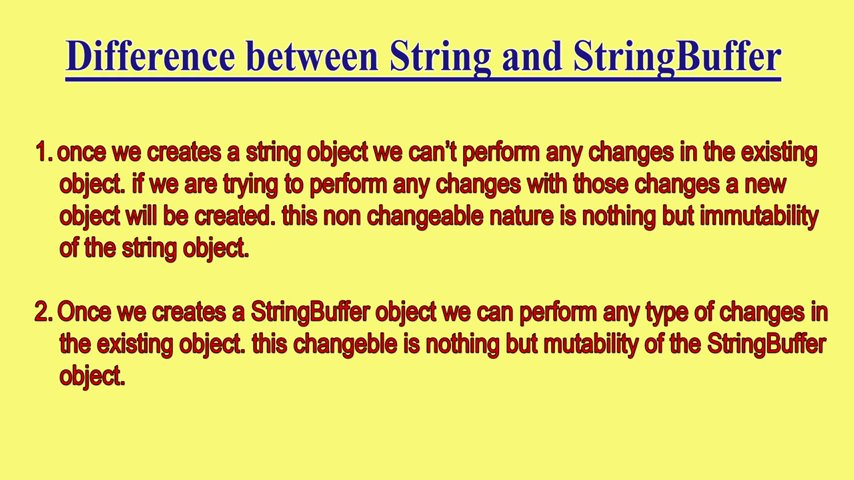 Difference between String and StringBuffer
1. once we creates a string object we can't perform any changes in the existing
object. if we are trying to perform any changes with those changes a new
object will be created. this non changeable nature is nothing but immutability
of the string object.
2. Once we creates a StringBuffer object we can perform any type of changes in
the existing object. this changeble is nothing but mutability of the StringBuffer
object.